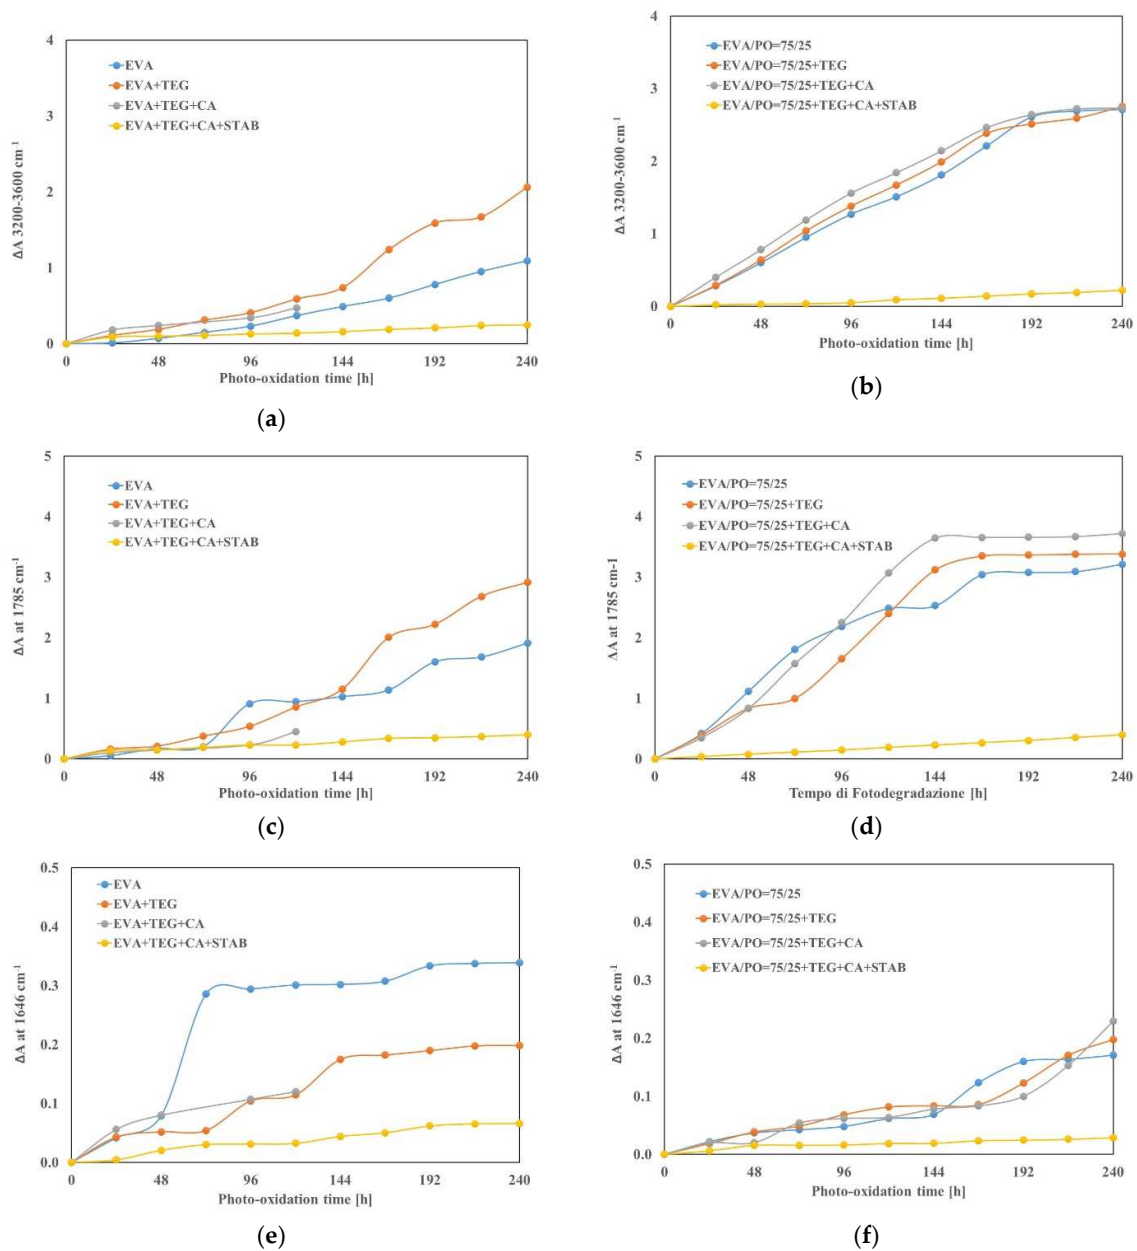 4
3
2
1
0
ΔA 3200-3600 cm⁻¹
EVA
EVA+TEG
EVA+TEG+CA
EVA+TEG+CA+STAB
0 48 96 144 192 240
Photo-oxidation time [h]
(a)
4
3
2
1
0
ΔA 3200-3600 cm⁻¹
EVA/PO=75/25
EVA/PO=75/25+TEG
EVA/PO=75/25+TEG+CA
EVA/PO=75/25+TEG+CA+STAB
0 48 96 144 192 240
Photo-oxidation time [h]
(b)
5
4
3
2
1
0
ΔA at 1785 cm⁻¹
EVA
EVA+TEG
EVA+TEG+CA
EVA+TEG+CA+STAB
0 48 96 144 192 240
Photo-oxidation time [h]
(c)
5
4
3
2
1
0
ΔA at 1785 cm-1
EVA/PO=75/25
EVA/PO=75/25+TEG
EVA/PO=75/25+TEG+CA
EVA/PO=75/25+TEG+CA+STAB
0 48 96 144 192 240
Tempo di Fotodegradazione [h]
(d)
0.5
0.4
0.3
0.2
0.1
0.0
ΔA at 1646 cm⁻¹
EVA
EVA+TEG
EVA+TEG+CA
EVA+TEG+CA+STAB
0 48 96 144 192 240
Photo-oxidation time [h]
(e)
0.5
0.4
0.3
0.2
0.1
0.0
ΔA at 1646 cm⁻¹
EVA/PO=75/25
EVA/PO=75/25+TEG
EVA/PO=75/25+TEG+CA
EVA/PO=75/25+TEG+CA+STAB
0 48 96 144 192 240
Photo-oxidation time [h]
(f)